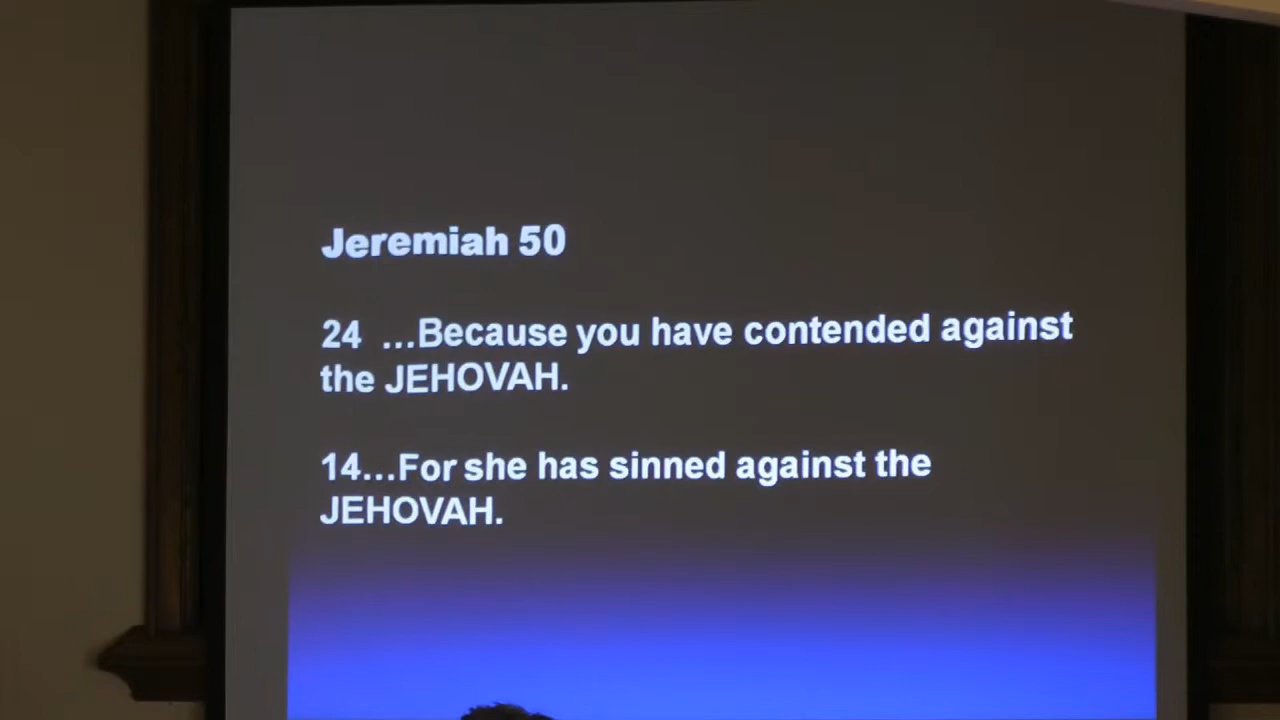 Jeremiah 50
24 ...Because you have contended against
the JEHOVAH.
14...For she has sinned against the
JEHOVAH.